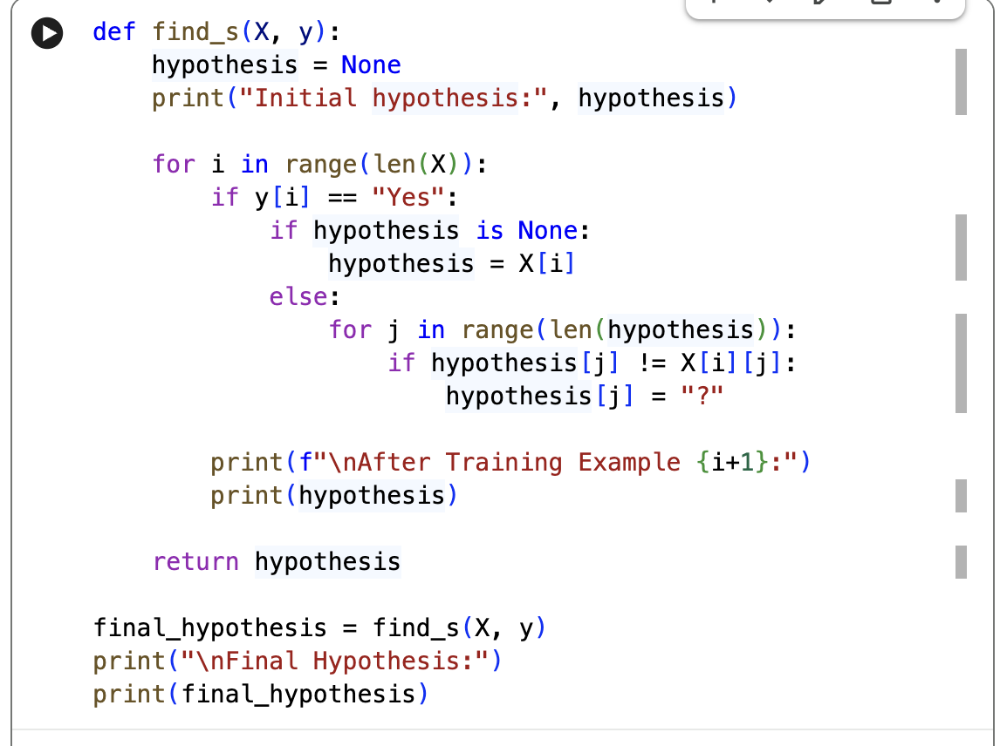 def find_s(X, y):
    hypothesis = None
    print("Initial hypothesis:", hypothesis)

    for i in range(len(X)):
        if y[i] == "Yes":
            if hypothesis is None:
                hypothesis = X[i]
            else:
                for j in range(len(hypothesis)):
                    if hypothesis[j] != X[i][j]:
                        hypothesis[j] = "?"

        print(f"\nAfter Training Example {i+1}:")
        print(hypothesis)

    return hypothesis

final_hypothesis = find_s(X, y)
print("\nFinal Hypothesis:")
print(final_hypothesis)